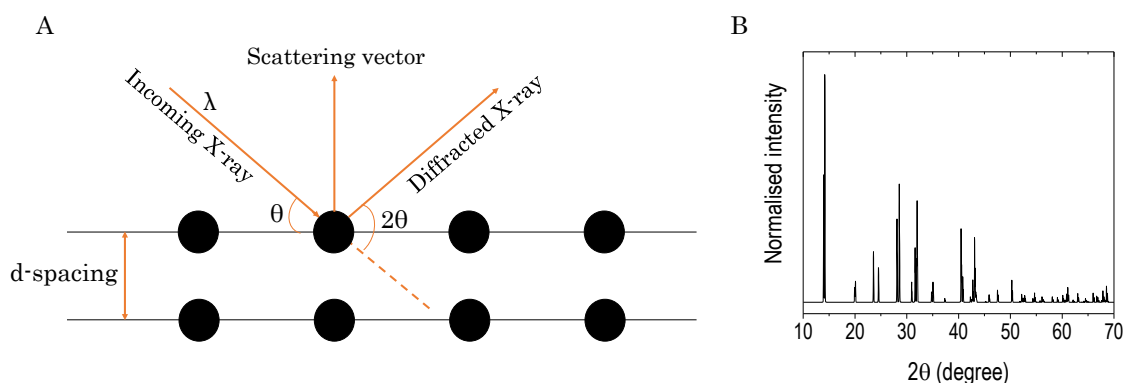 A
Scattering vector
λ
Incoming X-ray
Diffracted X-ray
θ
2θ
d-spacing
B
Normalised intensity
10 20 30 40 50 60 70
2θ (degree)